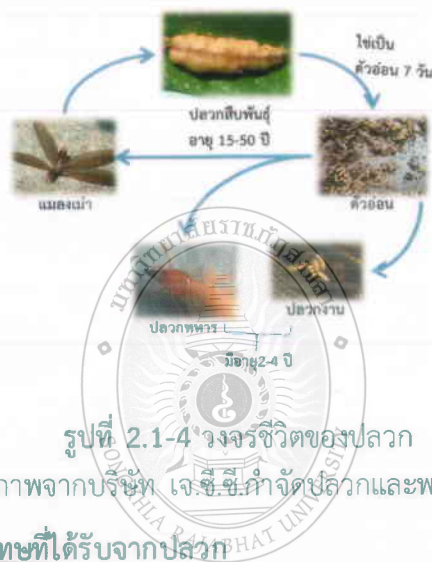 ไข่เป็น
ตัวอ่อน 7 วัน
ปลวกสืบพันธุ์
อายุ 15-50 ปี
แมลงเม่า
ตัวอ่อน
ปลวกทหาร
ปลวกงาน
มีอายุ2-4 ปี
รูปที่ 2.1-4 วงจรชีวิตของปลวก
ภาพจากบริษัท เจ.ซี.ซี.กำจัดปลวกและ
ที่ได้รับจากปลวก
SONGKHLA RAJABHAT UNIVERSITY